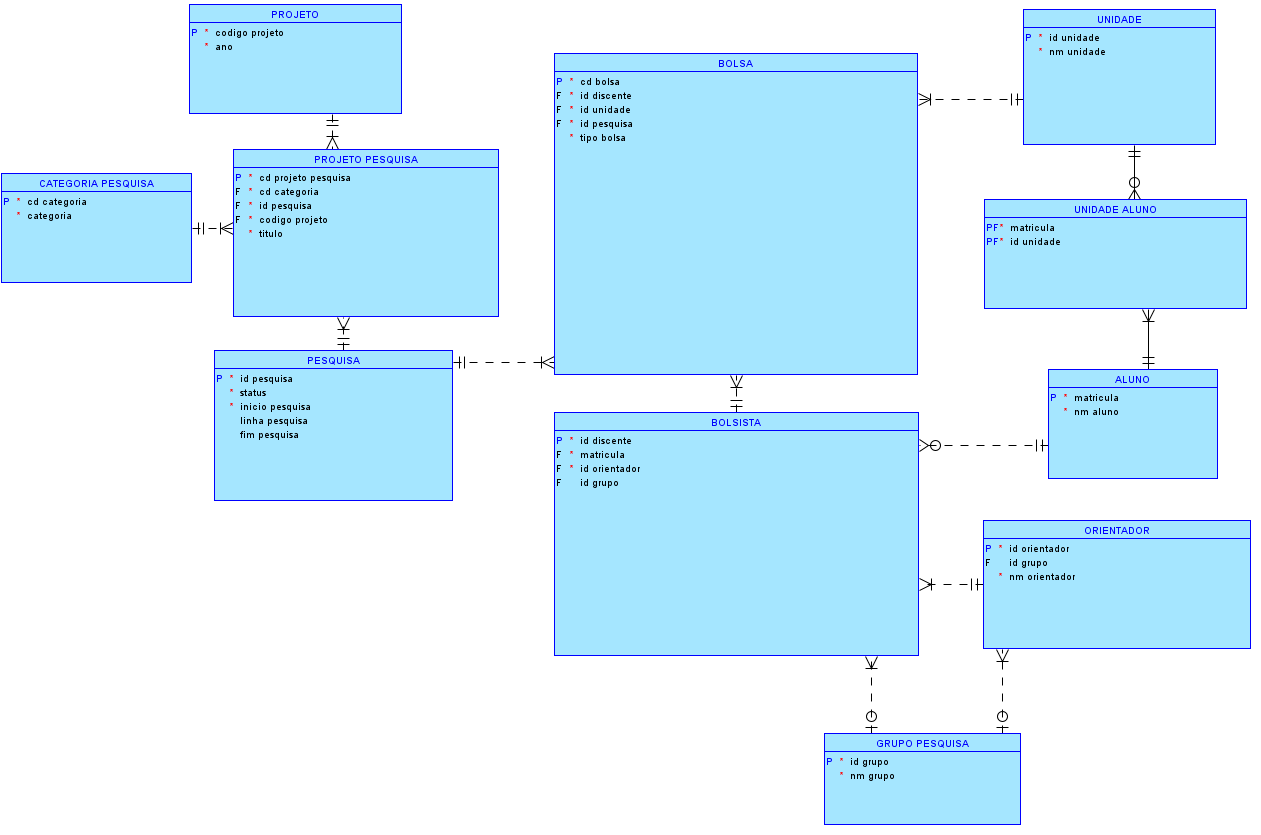 PROJETO
P * codigo projeto
* ano
CATEGORIA PESQUISA
P * cd categoria
* categoria
PROJETO PESQUISA
P * cd projeto pesquisa
F * cd categoria
F * id pesquisa
F * codigo projeto
* titulo
PESQUISA
P * id pesquisa
* status
* inicio pesquisa
linha pesquisa
fim pesquisa
BOLSA
P * cd bolsa
F * id discente
F * id unidade
F * id pesquisa
* tipo bolsa
BOLSISTA
P * id discente
F * matricula
F * id orientador
F id grupo
UNIDADE
P * id unidade
* nm unidade
UNIDADE ALUNO
PF* matricula
PF* id unidade
ALUNO
P * matricula
* nm aluno
ORIENTADOR
P * id orientador
F id grupo
* nm orientador
GRUPO PESQUISA
P * id grupo
* nm grupo